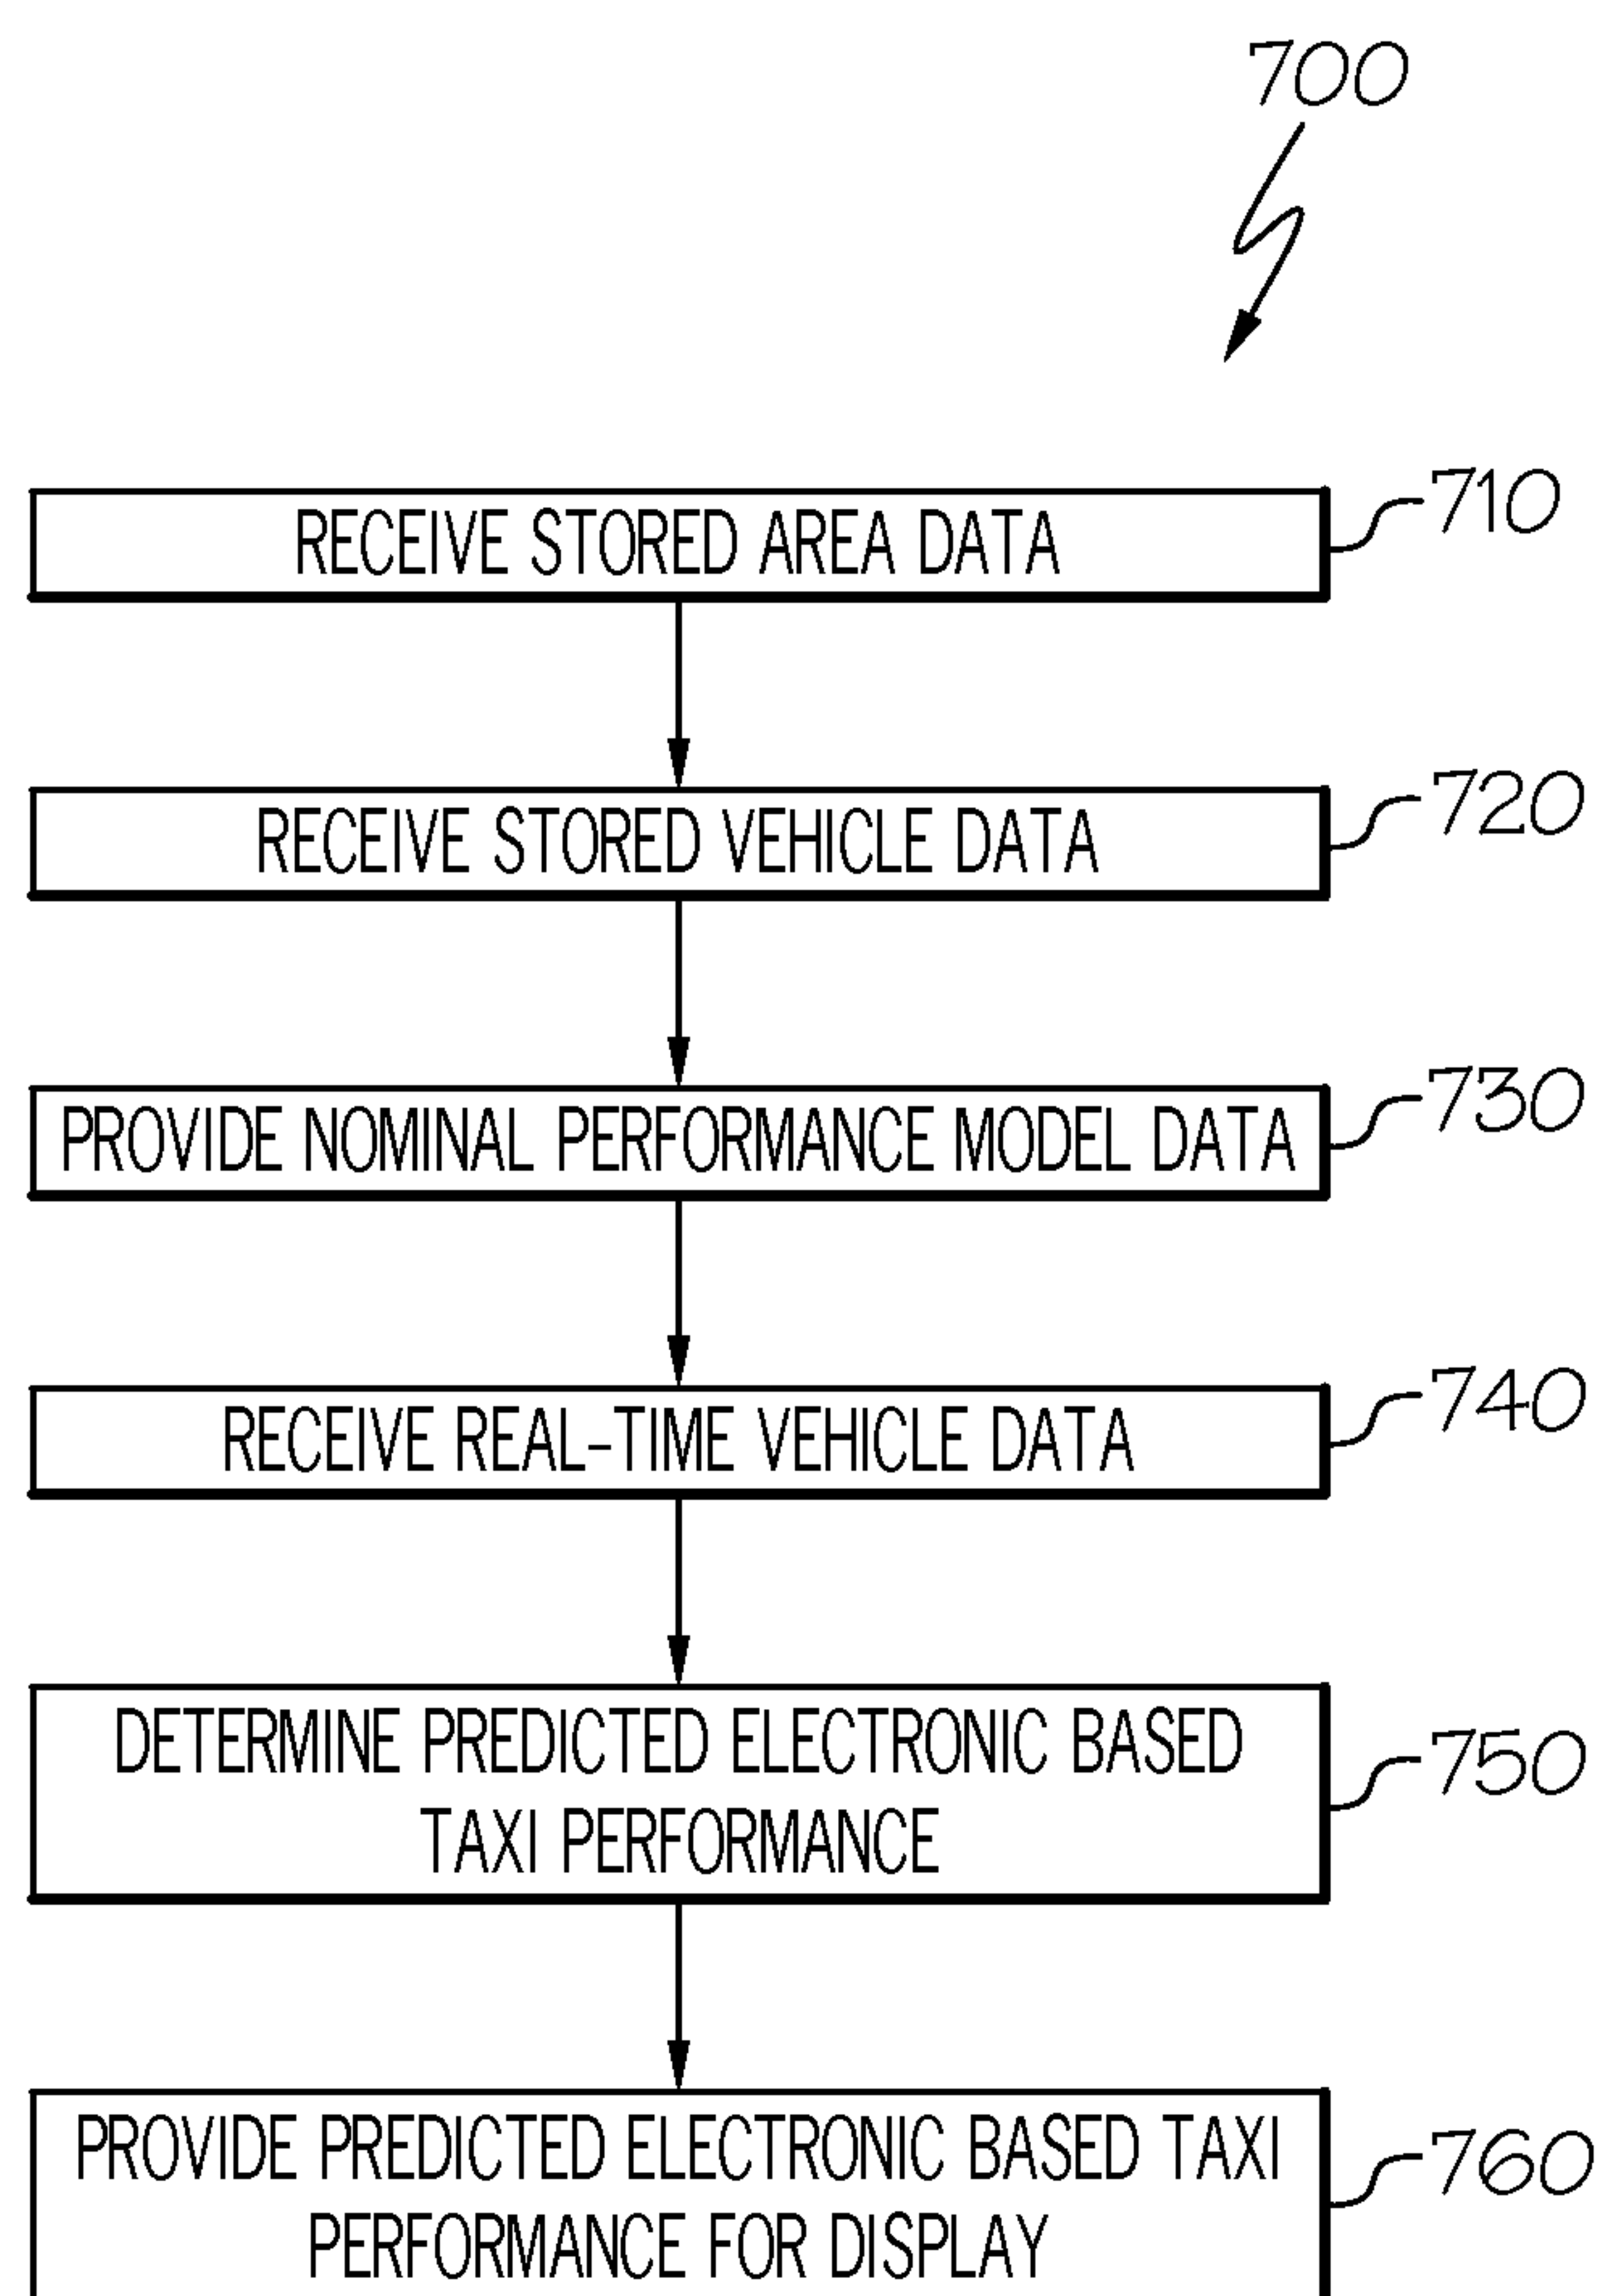 700
RECEIVE STORED AREA DATA
710
RECEIVE STORED VEHICLE DATA
720
PROVIDE NOMINAL PERFORMANCE MODEL DATA
730
RECEIVE REAL-TIME VEHICLE DATA
740
DETERMINE PREDICTED ELECTRONIC BASED
TAXI PERFORMANCE
750
PROVIDE PREDICTED ELECTRONIC BASED TAXI
PERFORMANCE FOR DISPLAY
760